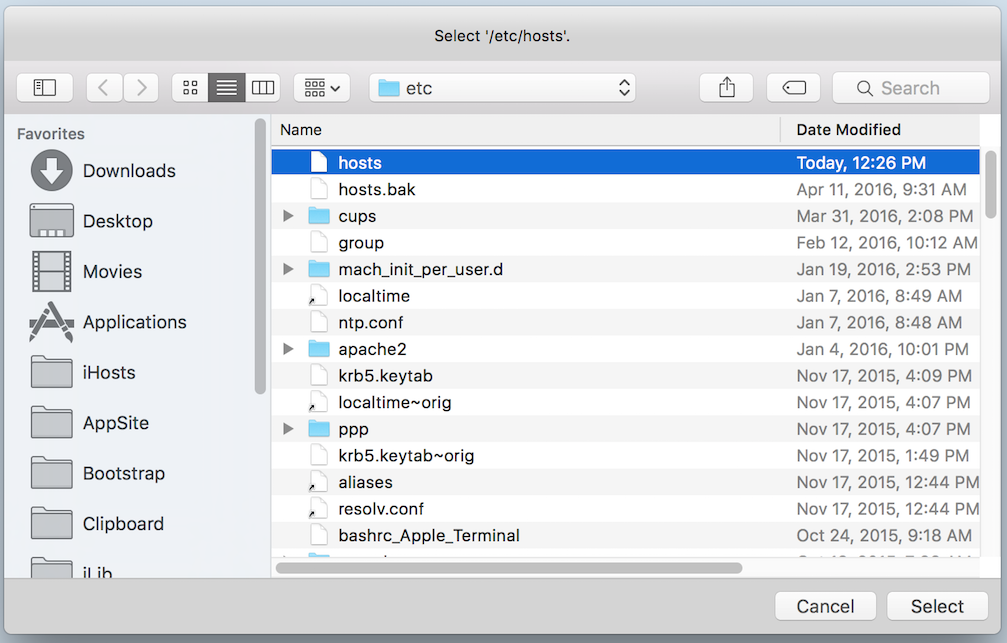 Select '/etc/hosts'.
etc
Search
Favorites
Downloads
Desktop
Movies
Applications
iHosts
AppSite
Bootstrap
Clipboard
iLib
Name Date Modified
hosts Today, 12:26 PM
hosts.bak Apr 11, 2016, 9:31 AM
cups Mar 31, 2016, 2:08 PM
group Feb 12, 2016, 10:12 AM
mach_init_per_user.d Jan 19, 2016, 2:53 PM
localtime Jan 7, 2016, 8:49 AM
ntp.conf Jan 7, 2016, 8:48 AM
apache2 Jan 4, 2016, 10:01 PM
krb5.keytab Nov 17, 2015, 4:09 PM
localtime~orig Nov 17, 2015, 4:07 PM
ppp Nov 17, 2015, 4:07 PM
krb5.keytab~orig Nov 17, 2015, 1:49 PM
aliases Nov 17, 2015, 12:44 PM
resolv.conf Nov 17, 2015, 12:44 PM
bashrc_Apple_Terminal Oct 24, 2015, 9:18 AM
Cancel Select